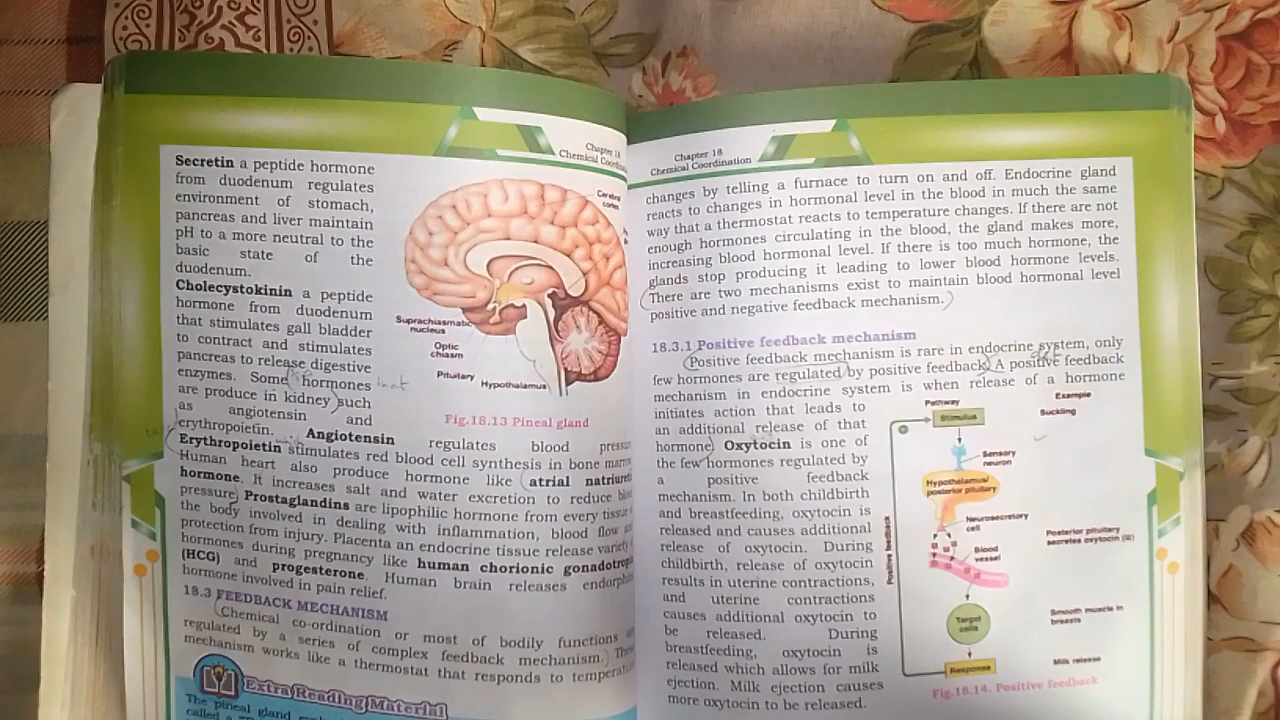 Chapter 18
Chemical
Secretin a peptide hormone
from duodenum regulates
environment of stomach,
pancreas and liver maintain
pH to a more neutral to the
basic state of the
duodenum.
Cholecystokinin a peptide
hormone from duodenum
that stimulates gall bladder
to contract and stimulates
pancreas to release digestive
enzymes. Some hormones
are produce in kidney such
as angiotensin and
erythropoietin. Angiotensin regulates blood
Erythropoietin stimulates red blood cell synthesis in bone
Human heart also produce hormone like atrial
hormone. It increases salt and water excretion to reduce
pressure) Prostaglandins are lipophilic hormone from every tissue
the body involved in dealing with inflammation, blood flow
protection from injury. Placenta an endocrine tissue release
hormones during pregnancy like human chorionic
(HCG) and progesterone. Human brain releases
hormone involved in pain relief.
Cerebral
cortex
Suprachiasmatic
nucleus
Optic
chiasm
Pituitary
Hypothalamus
Fig.18.13 Pineal gland
18.3 FEEDBACK MECHANISM
(Chemical co-ordination or most of bodily functions
regulated by a series of complex feedback mechanism.)
mechanism works like a thermostat that responds to
Extra Reading Material
The pineal gland
called a
Chapter 18
Chemical Coordination
changes by telling a furnace to turn on and off. Endocrine gland
reacts to changes in hormonal level in the blood in much the same
way that a thermostat reacts to temperature changes. If there are not
enough hormones circulating in the blood, the gland makes more,
increasing blood hormonal level. If there is too much hormone, the
glands stop producing it leading to lower blood hormone levels.
(There are two mechanisms exist to maintain blood hormonal level
positive and negative feedback mechanism.)
18.3.1 Positive feedback mechanism
(Positive feedback mechanism is rare in endocrine system, only
few hormones are regulated by positive feedback) A positive feedback
mechanism in endocrine system is when release of a hormone
initiates action that leads to
an additional release of that
hormone) Oxytocin is one of
the few hormones regulated by
a positive feedback
mechanism. In both childbirth
and breastfeeding, oxytocin is
released and causes additional
release of oxytocin. During
childbirth, release of oxytocin
results in uterine contractions,
and uterine contractions
causes additional oxytocin to
be released. During
breastfeeding, oxytocin is
released which allows for milk
ejection. Milk ejection causes
more oxytocin to be released.
Pathway
Example
Stimulus
Suckling
Sensory
neuron
Hypothalamus/
posterior pituitary
Neurosecretory
cell
Posterior pituitary
secretes oxytocin
Blood
vessel
Positive feedback
Target
cells
Smooth muscle in
breasts
Response
Milk release
Fig.18.14. Positive feedback